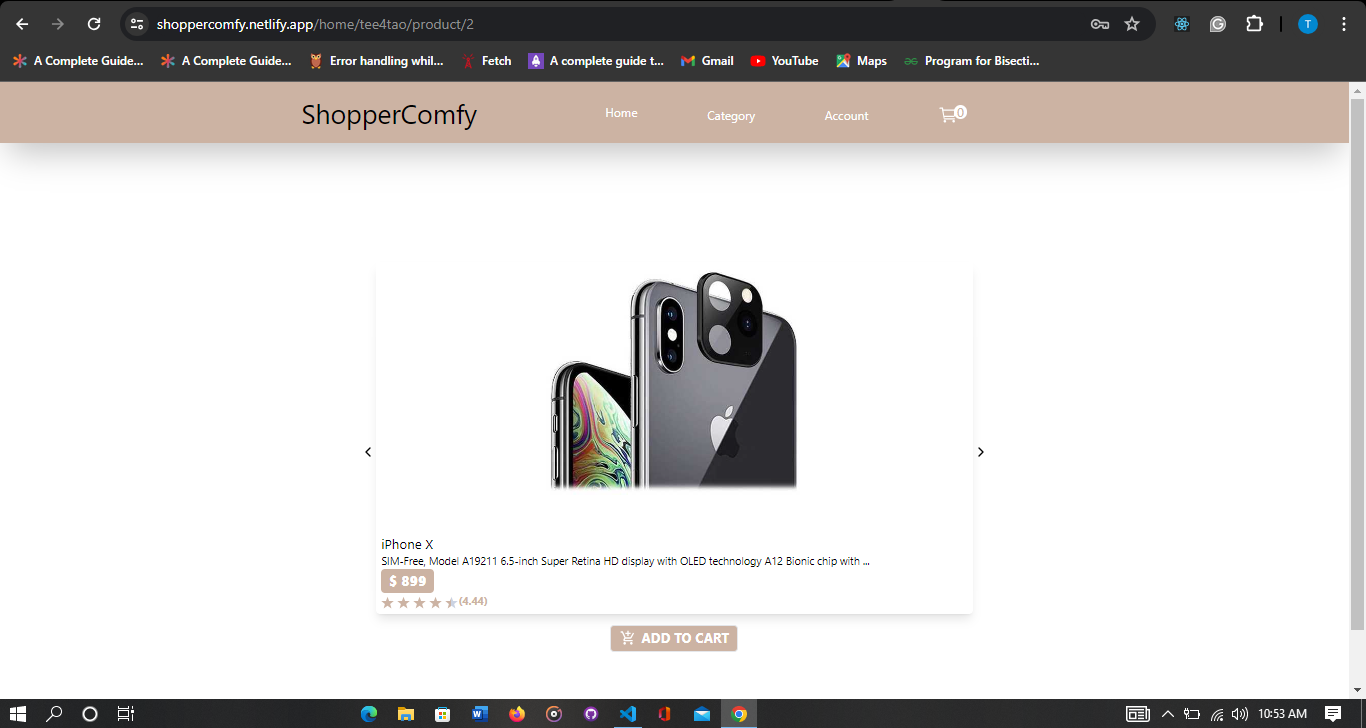 shoppercomfy.netlify.app/home/tee4tao/product/2
T
A Complete Guide...
A Complete Guide...
Error handling whil...
Fetch
A complete guide t...
Gmail
YouTube
Maps
Program for Bisecti...
ShopperComfy
Home
Category
Account
0
iPhone X
SIM-Free, Model A19211 6.5-inch Super Retina HD display with OLED technology A12 Bionic chip with ...
$ 899
(4.44)
ADD TO CART
10:53 AM